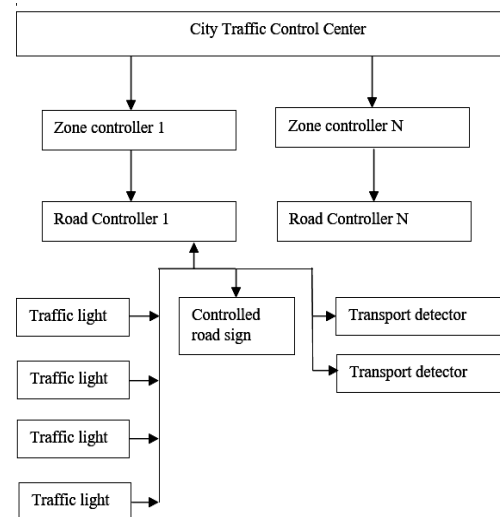 City Traffic Control Center
Zone controller 1
Zone controller N
Road Controller 1
Road Controller N
Traffic light
Controlled
road sign
Transport detector
Traffic light
Transport detector
Traffic light
Traffic light